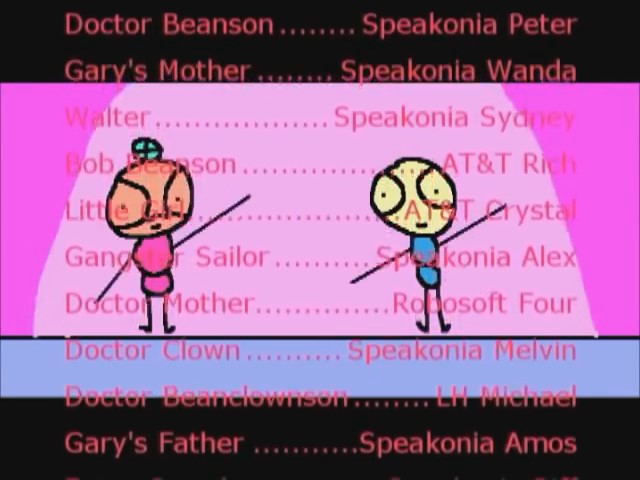 Doctor Beanson ........ Speakonia Peter
Gary's Mother ........ Speakonia Wanda
Walter.................. Speakonia Sydney
Bob Beanson .................... AT&T Rich
Little Girl ...................... AT&T Crystal
Gangster Sailor .......... Speakonia Alex
Doctor Mother.............. Robosoft Four
Doctor Clown .......... Speakonia Melvin
Doctor Beanclownson........ LH Michael
Gary's Father ...........Speakonia Amos